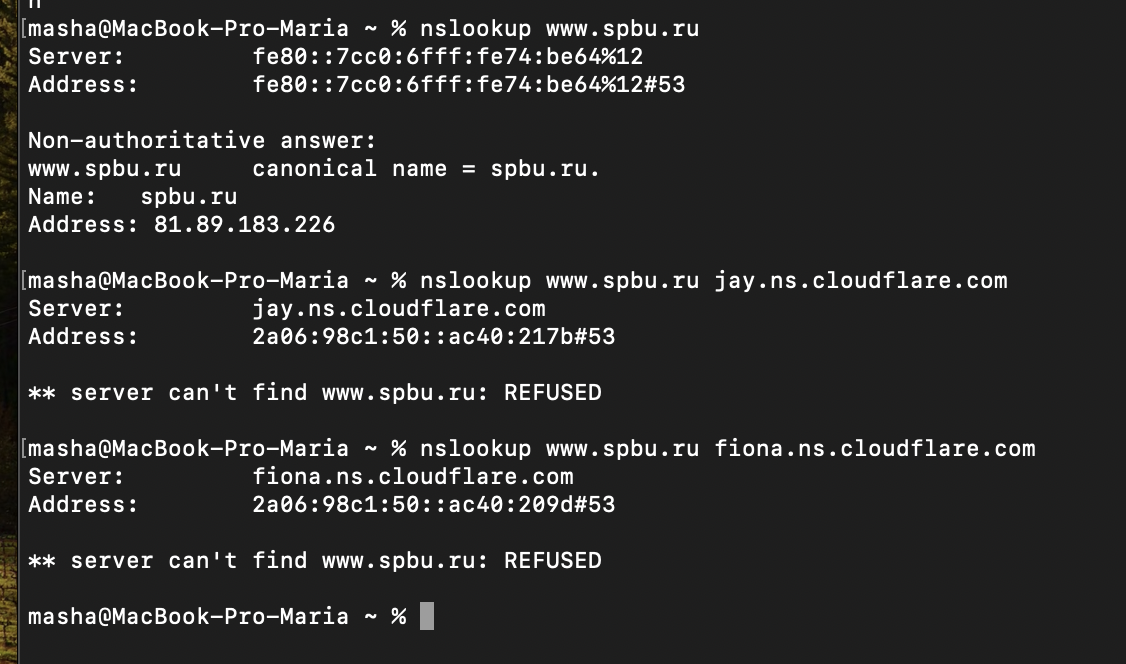 [masha@MacBook-Pro-Maria ~ % nslookup www.spbu.ru
Server:		fe80::7cc0:6fff:fe74:be64%12
Address:	fe80::7cc0:6fff:fe74:be64%12#53
Non-authoritative answer:
www.spbu.ru	canonical name = spbu.ru.
Name:	spbu.ru
Address: 81.89.183.226
[masha@MacBook-Pro-Maria ~ % nslookup www.spbu.ru jay.ns.cloudflare.com
Server:		jay.ns.cloudflare.com
Address:	2a06:98c1:50::ac40:217b#53
** server can't find www.spbu.ru: REFUSED
[masha@MacBook-Pro-Maria ~ % nslookup www.spbu.ru fiona.ns.cloudflare.com
Server:		fiona.ns.cloudflare.com
Address:	2a06:98c1:50::ac40:209d#53
** server can't find www.spbu.ru: REFUSED
masha@MacBook-Pro-Maria ~ %